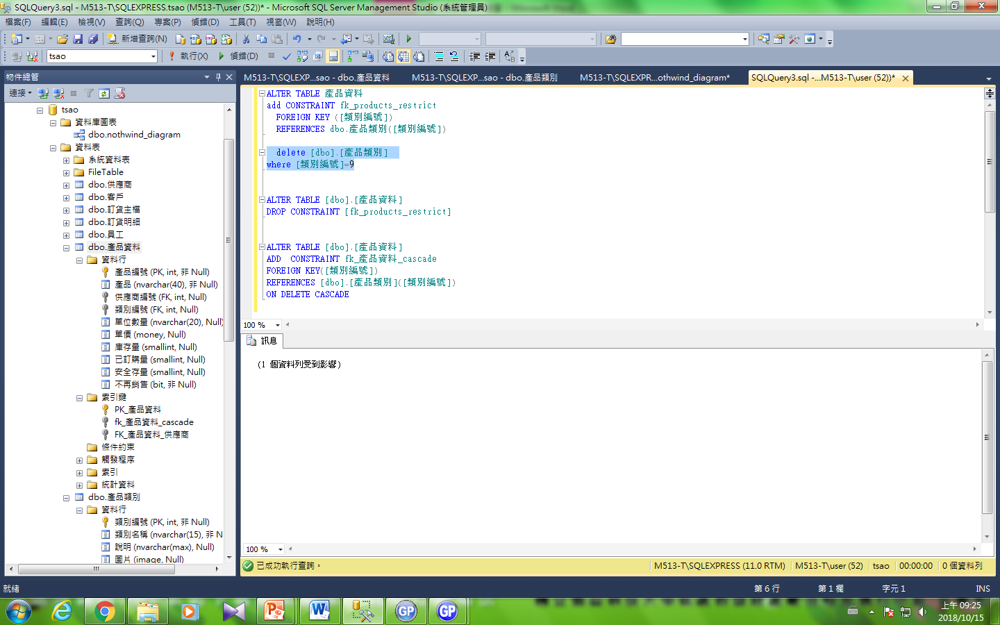 SQLQuery3.sql - M513-T\SQLEXPRESS.tsao (M513-T\user (52))* - Microsoft SQL Server Management Studio (系統管理員)
檔案(F) 編輯(E) 檢視(V) 查詢(Q) 專案(P) 偵錯(D) 工具(T) 視窗(W) 說明(H)
新增查詢(N)
tsao 執行(X) 偵錯(D)
物件總管
連接
tsao
資料庫圖表
dbo.nothwind_diagram
資料表
系統資料表
FileTable
dbo.供應商
dbo.客戶
dbo.訂貨主檔
dbo.訂貨明細
dbo.員工
dbo.產品資料
資料行
產品編號 (PK, int, 非 Null)
產品 (nvarchar(40), 非 Null)
供應商編號 (FK, int, Null)
類別編號 (FK, int, Null)
單位數量 (nvarchar(20), Null)
單價 (money, Null)
庫存量 (smallint, Null)
已訂購量 (smallint, Null)
安全存量 (smallint, Null)
不再銷售 (bit, 非 Null)
索引鍵
PK_產品資料
fk_產品資料_cascade
FK_產品資料_供應商
條件約束
觸發程序
索引
統計資料
dbo.產品類別
資料行
類別編號 (PK, int, 非 Null)
類別名稱 (nvarchar(15), 非 N
說明 (nvarchar(max), Null)
圖片 (image, Null)
M513-T\SQLEXP...sao - dbo.產品資料 M513-T\SQLEXP...sao - dbo.產品類別 M513-T\SQLEXPR...othwind_diagram* SQLQuery3.sql -...M513-T\user (52))*
ALTER TABLE 產品資料
add CONSTRAINT fk_products_restrict
FOREIGN KEY ([類別編號])
REFERENCES dbo.產品類別([類別編號])
delete [dbo].[產品類別]
where [類別編號]=9
ALTER TABLE [dbo].[產品資料]
DROP CONSTRAINT [fk_products_restrict]
ALTER TABLE [dbo].[產品資料]
ADD  CONSTRAINT fk_產品資料_cascade
FOREIGN KEY([類別編號])
REFERENCES [dbo].[產品類別]([類別編號])
ON DELETE CASCADE
100 %
訊息
(1 個資料列受到影響)
100 %
已成功執行查詢。 M513-T\SQLEXPRESS (11.0 RTM) M513-T\user (52) tsao 00:00:00 0 個資料列
就緒 第 6 行 第 1 欄 字元 1 INS
GP GP
上午 09:25
2018/10/15